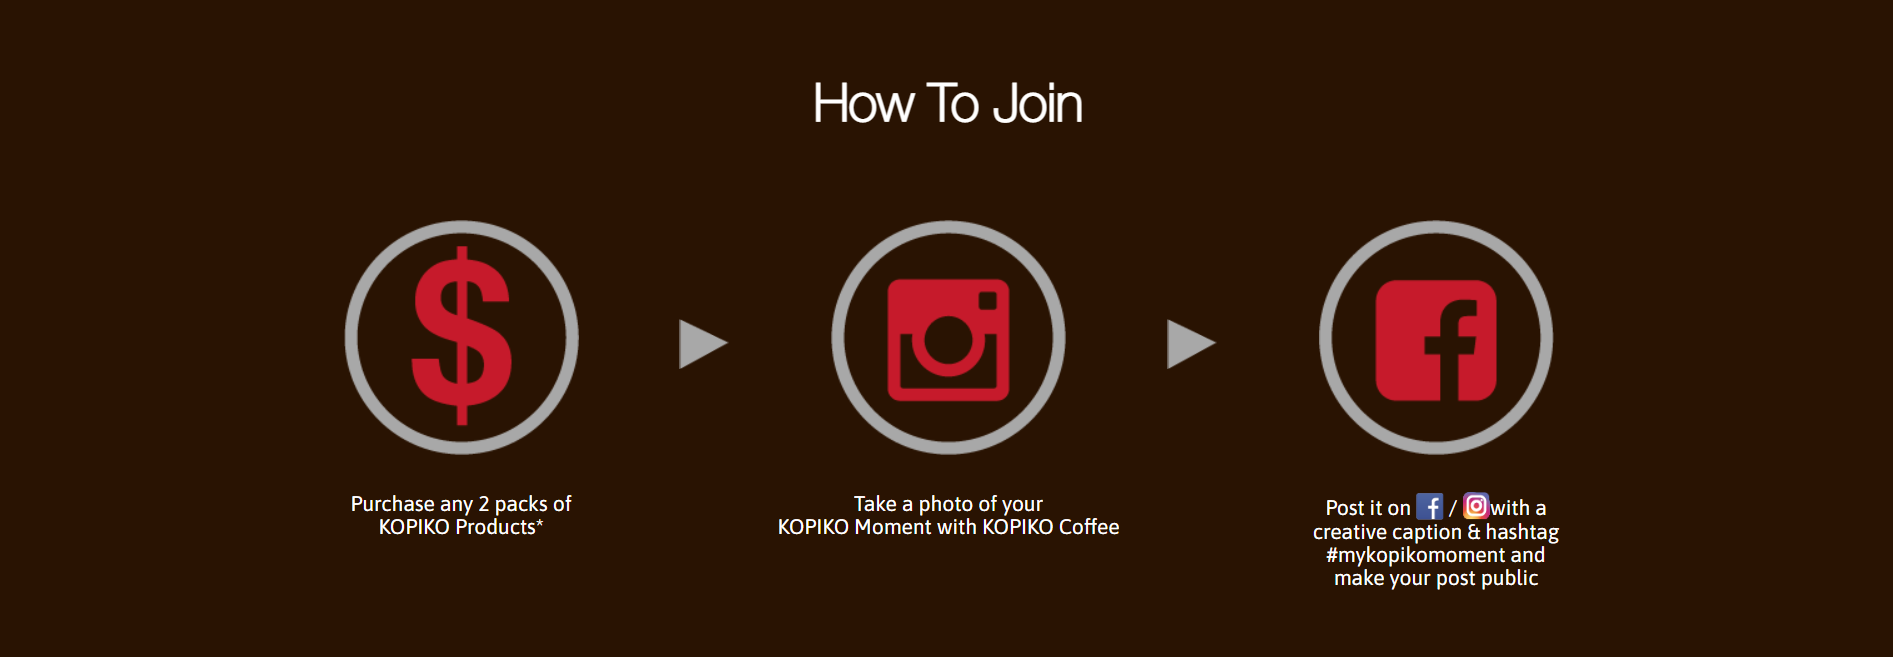 How To Join
Purchase any 2 packs of
KOPIKO Products*
Take a photo of your
KOPIKO Moment with KOPIKO Coffee
Post it on f / with a
creative caption & hashtag
#mykopikomoment and
make your post public